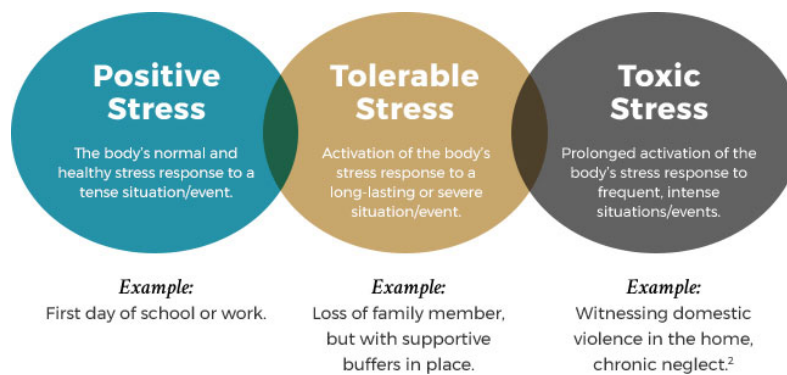 Positive
Stress
The body's normal and
healthy stress response to a
tense situation/event.
Tolerable
Stress
Activation of the body's
stress response to a
long-lasting or severe
situation/event.
Toxic
Stress
Prolonged activation of the
body's stress response to
frequent, intense
situations/events.
Example:
First day of school or work.
Example:
Loss of family member,
but with supportive
buffers in place.
Example:
Witnessing domestic
violence in the home,
chronic neglect.²